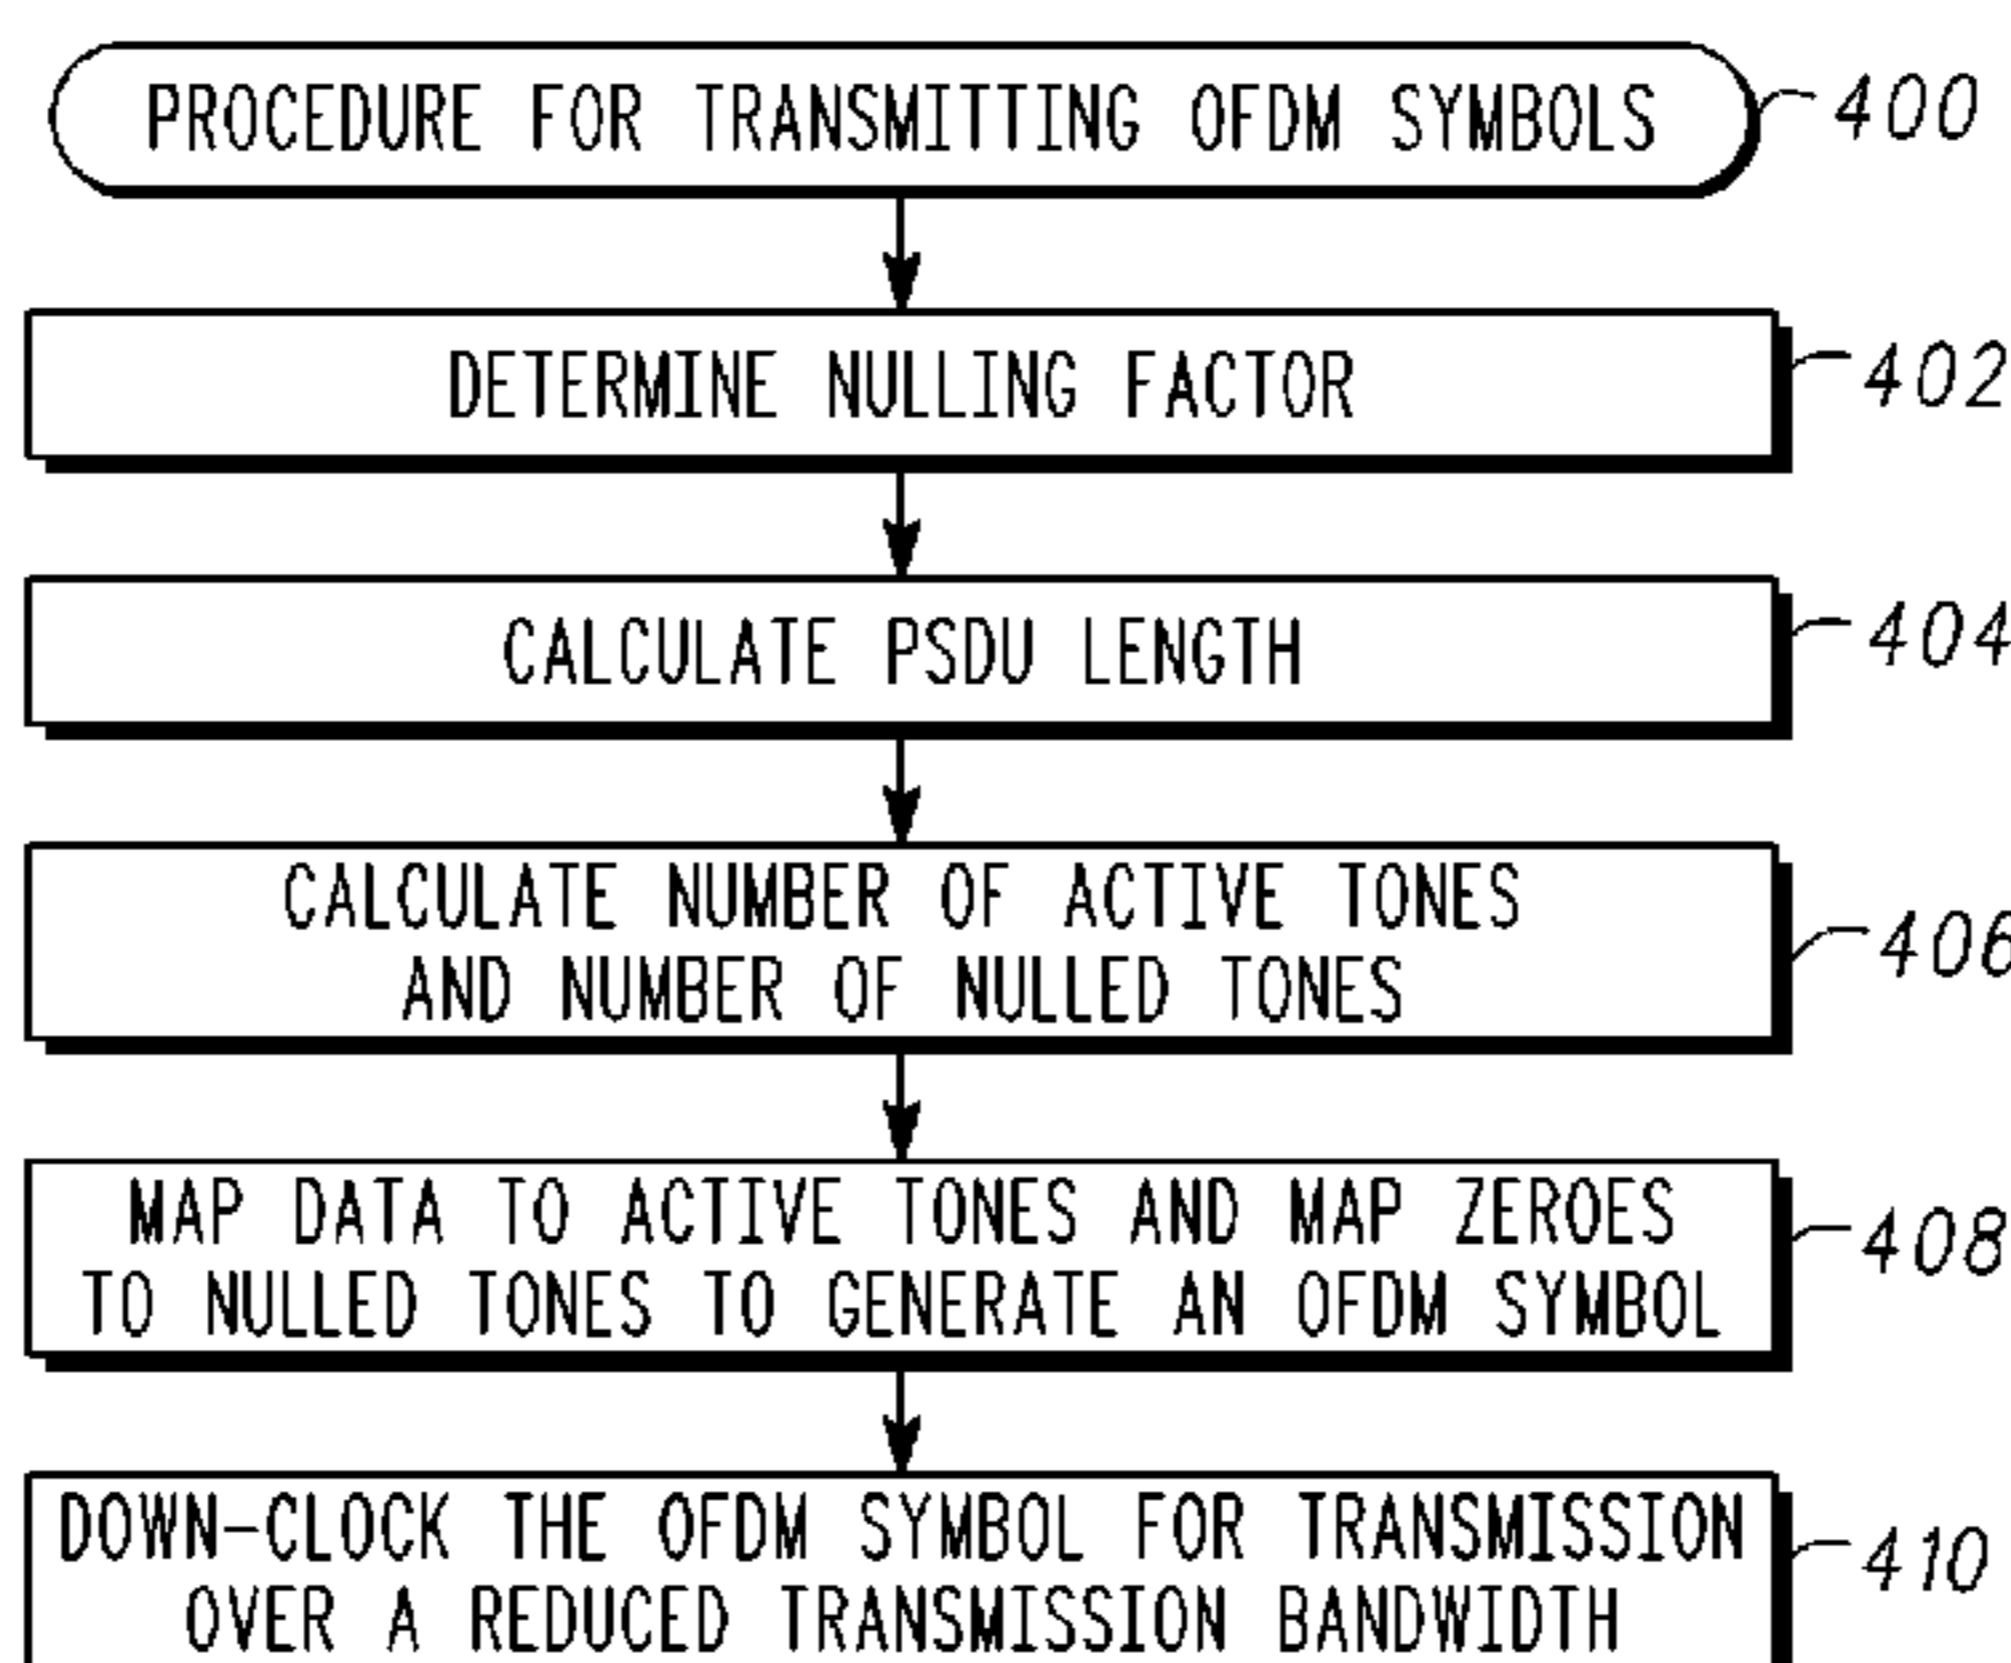 PROCEDURE FOR TRANSMITTING OFDM SYMBOLS 400
DETERMINE NULLING FACTOR 402
CALCULATE PSDU LENGTH 404
CALCULATE NUMBER OF ACTIVE TONES
AND NUMBER OF NULLED TONES 406
MAP DATA TO ACTIVE TONES AND MAP ZEROES
TO NULLED TONES TO GENERATE AN OFDM SYMBOL 408
DOWN-CLOCK THE OFDM SYMBOL FOR TRANSMISSION
OVER A REDUCED TRANSMISSION BANDWIDTH 410